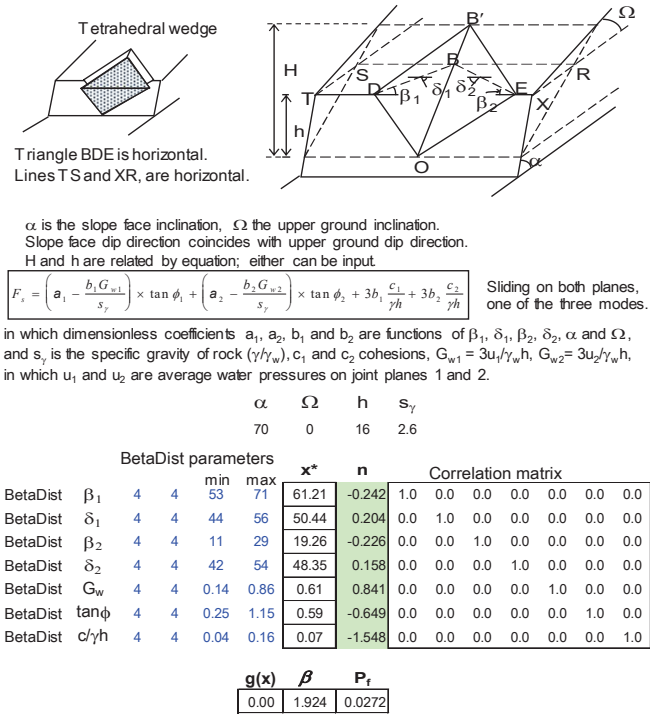 Tetrahedral wedge
Triangle BDE is horizontal.
Lines TS and XR, are horizontal.
B′
Ω
H
S
B
R
T
D
β₁
δ₁
δ₂
β₂
E
X
h
O
α
α is the slope face inclination, Ω the upper ground inclination.
Slope face dip direction coincides with upper ground dip direction.
H and h are related by equation; either can be input.
F_s = (a₁ − b₁G_w1 / s_γ) × tan ϕ₁ + (a₂ − b₂G_w2 / s_γ) × tan ϕ₂ + 3b₁ c₁/γh + 3b₂ c₂/γh
Sliding on both planes,
one of the three modes.
in which dimensionless coefficients a₁, a₂, b₁ and b₂ are functions of β₁, δ₁, β₂, δ₂, α and Ω,
and s_γ is the specific gravity of rock (γ/γ_w), c₁ and c₂ cohesions, G_w1 = 3u₁/γ_wh, G_w2= 3u₂/γ_wh,
in which u₁ and u₂ are average water pressures on joint planes 1 and 2.
α Ω h s_γ
70 0 16 2.6
BetaDist parameters
min max x* n Correlation matrix
BetaDist β₁ 4 4 53 71 61.21 -0.242 1.0 0.0 0.0 0.0 0.0 0.0 0.0
BetaDist δ₁ 4 4 44 56 50.44 0.204 0.0 1.0 0.0 0.0 0.0 0.0 0.0
BetaDist β₂ 4 4 11 29 19.26 -0.226 0.0 0.0 1.0 0.0 0.0 0.0 0.0
BetaDist δ₂ 4 4 42 54 48.35 0.158 0.0 0.0 0.0 1.0 0.0 0.0 0.0
BetaDist G_w 4 4 0.14 0.86 0.61 0.841 0.0 0.0 0.0 0.0 1.0 0.0 0.0
BetaDist tanϕ 4 4 0.25 1.15 0.59 -0.649 0.0 0.0 0.0 0.0 0.0 1.0 0.0
BetaDist c/γh 4 4 0.04 0.16 0.07 -1.548 0.0 0.0 0.0 0.0 0.0 0.0 1.0
g(x) β P_f
0.00 1.924 0.0272